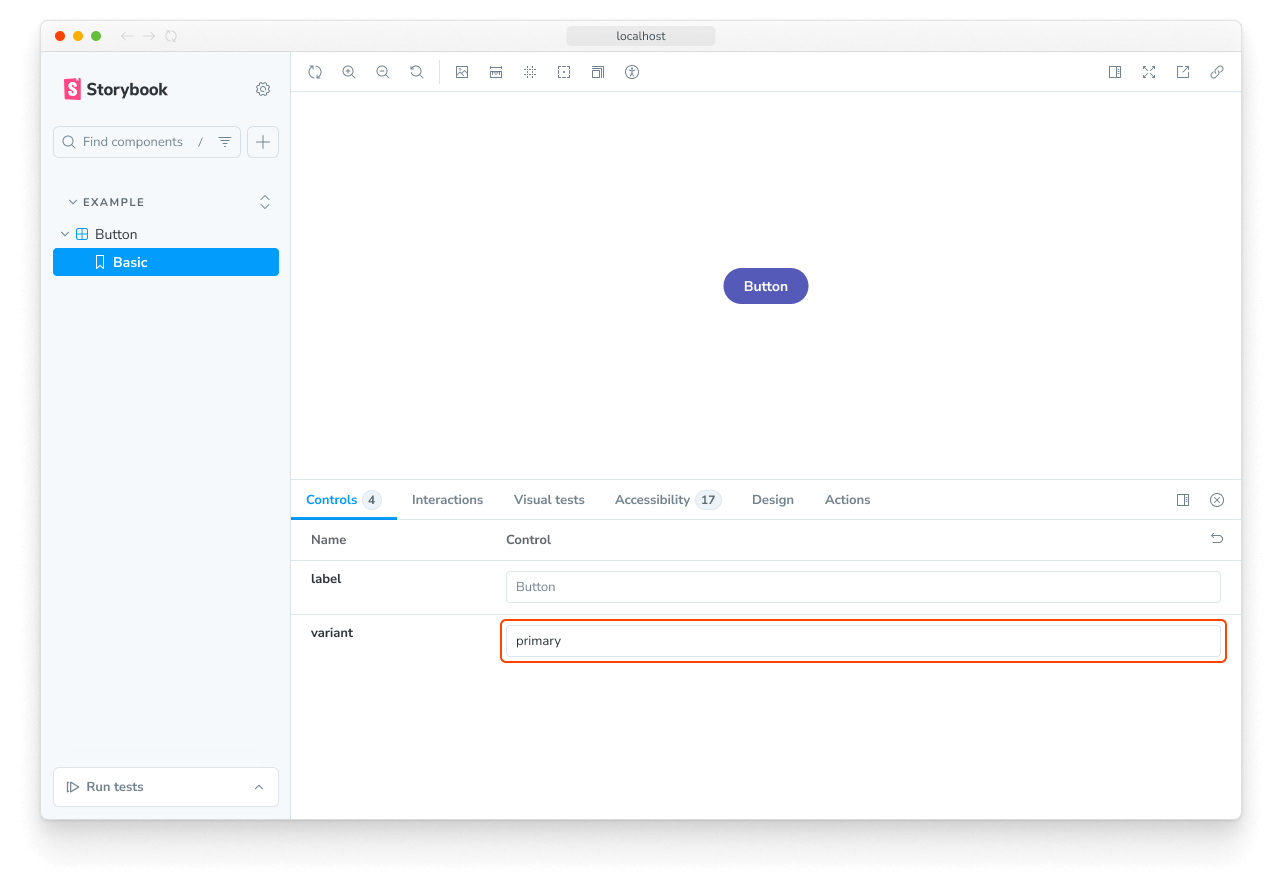 localhost
Storybook
Find components /
EXAMPLE
Button
Basic
Run tests
Button
Controls 4 Interactions Visual tests Accessibility 17 Design Actions
Name Control
label Button
variant primary